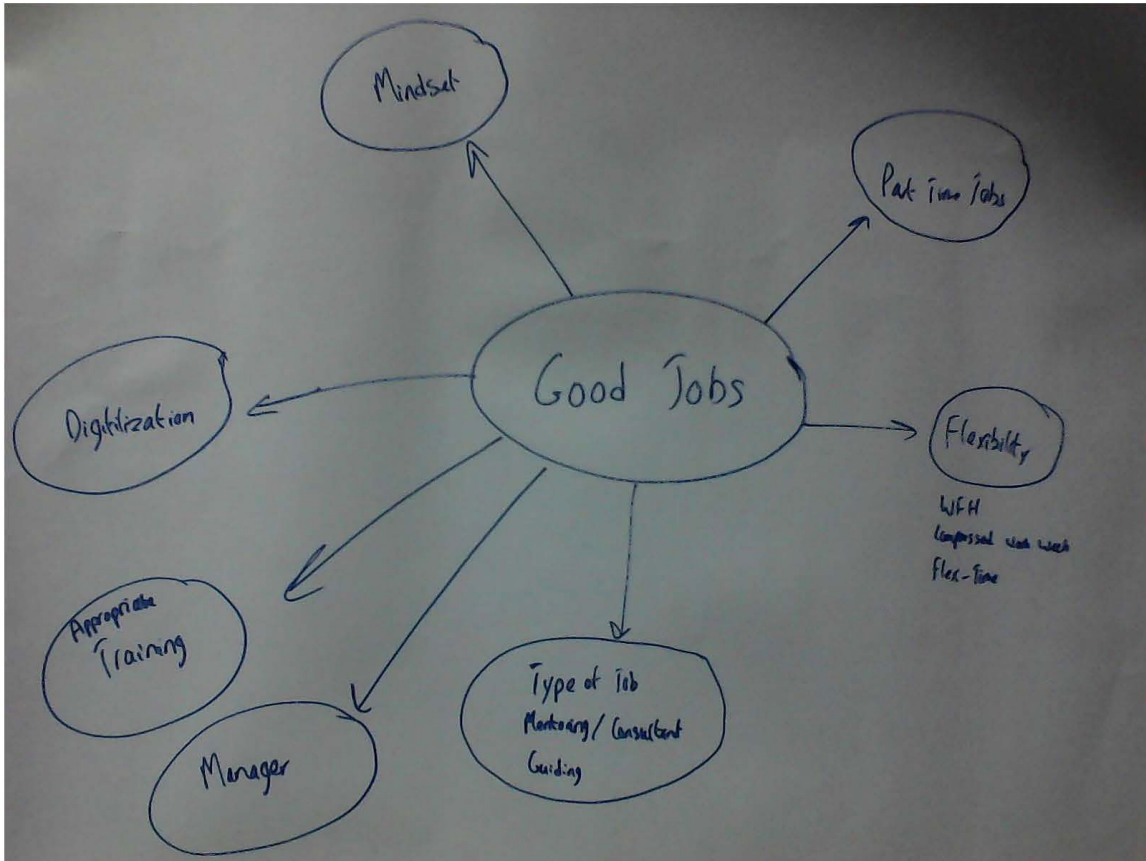 Mindset
Part Time Jobs
Good Jobs
Digitilization
Flexibility
WFH
Compressed work week
Flex-Time
Appropriate
Training
Type of Job
Mentoring/Consultant
Guiding
Manager